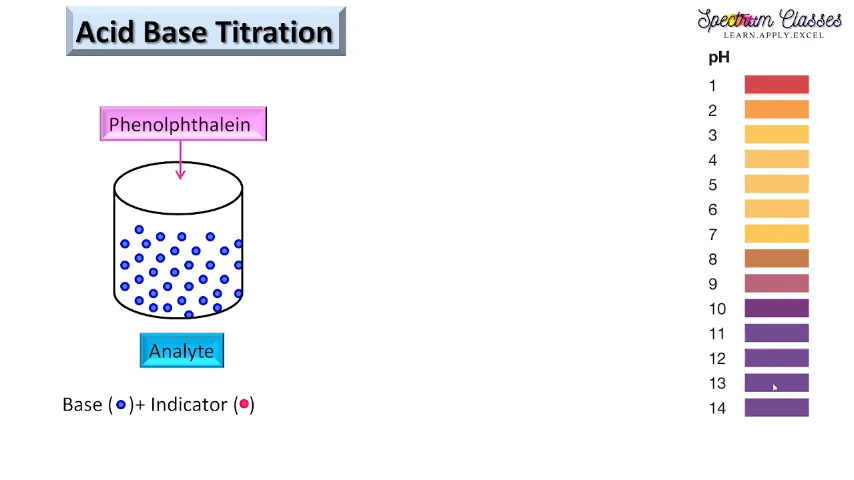 Acid Base Titration
Spectrum Classes
LEARN.APPLY.EXCEL
pH
Phenolphthalein
1
2
3
4
5
6
7
8
9
10
11
12
13
14
Analyte
Base ( )+ Indicator ( )